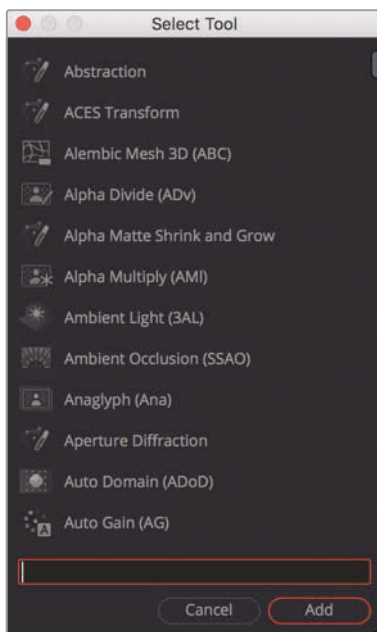 Select Tool
Abstraction
ACES Transform
Alembic Mesh 3D (ABC)
Alpha Divide (ADv)
Alpha Matte Shrink and Grow
Alpha Multiply (AMl)
Ambient Light (3AL)
Ambient Occlusion (SSAO)
Anaglyph (Ana)
Aperture Diffraction
Auto Domain (ADoD)
Auto Gain (AG)
Cancel Add